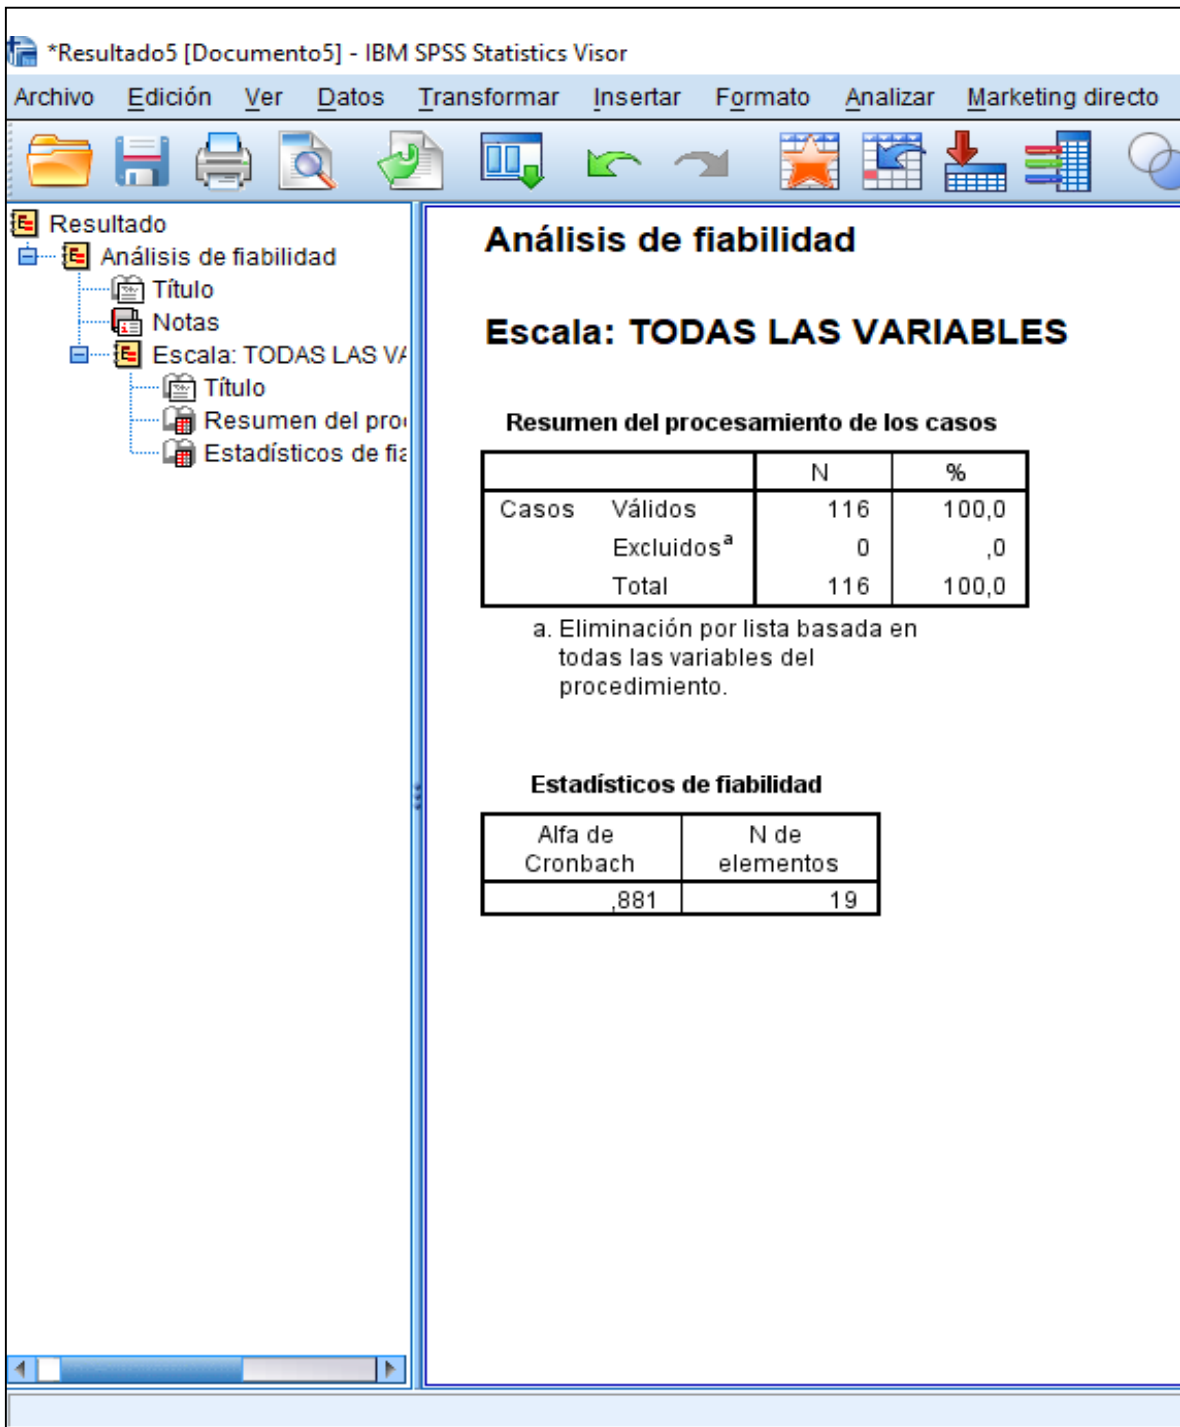 *Resultado5 [Documento5] - IBM SPSS Statistics Visor
Archivo Edición Ver Datos Transformar Insertar Formato Analizar Marketing directo
Resultado
Análisis de fiabilidad
Título
Notas
Escala: TODAS LAS VA
Título
Resumen del pro
Estadísticos de fia
Análisis de fiabilidad
Escala: TODAS LAS VARIABLES
Resumen del procesamiento de los casos
N %
Casos Válidos 116 100,0
Excluidosª 0 ,0
Total 116 100,0
a. Eliminación por lista basada en
todas las variables del
procedimiento.
Estadísticos de fiabilidad
Alfa de N de
Cronbach elementos
,881 19